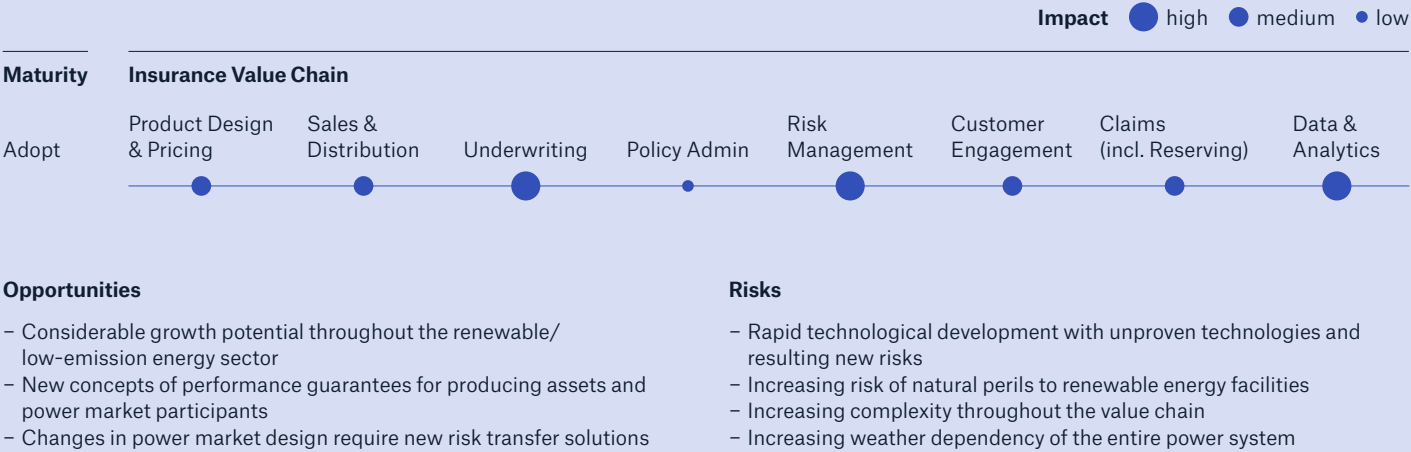 Impact high medium low
Maturity Insurance Value Chain
Adopt
Product Design
& Pricing
Sales &
Distribution
Underwriting
Policy Admin
Risk
Management
Customer
Engagement
Claims
(incl. Reserving)
Data &
Analytics
Opportunities
– Considerable growth potential throughout the renewable/
low-emission energy sector
– New concepts of performance guarantees for producing assets and
power market participants
– Changes in power market design require new risk transfer solutions
Risks
– Rapid technological development with unproven technologies and
resulting new risks
– Increasing risk of natural perils to renewable energy facilities
– Increasing complexity throughout the value chain
– Increasing weather dependency of the entire power system